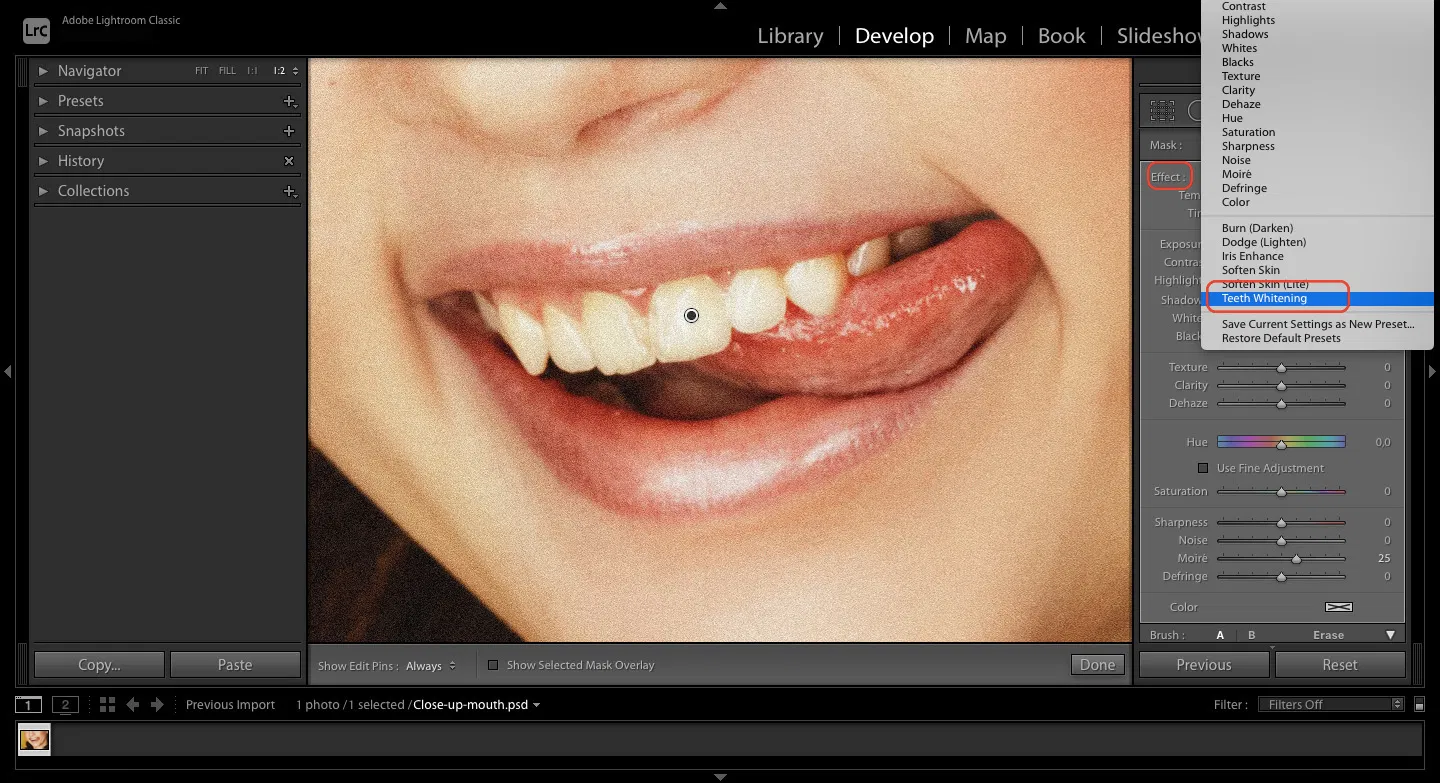 LrC
Adobe Lightroom Classic
Library | Develop | Map | Book | Slideshow
Navigator FIT FILL 1:1 1:2
Presets
Snapshots
History
Collections
Copy...
Paste
Show Edit Pins : Always
Show Selected Mask Overlay
Done
Contrast
Highlights
Shadows
Whites
Blacks
Texture
Clarity
Dehaze
Hue
Saturation
Sharpness
Noise
Moirè
Defringe
Color
Burn (Darken)
Dodge (Lighten)
Iris Enhance
Soften Skin
Soften Skin (Lite)
Teeth Whitening
Save Current Settings as New Preset...
Restore Default Presets
Mask :
Effect :
Tem
Tin
Exposur
Contras
Highlight
Shadow
White
Black
Texture 0
Clarity 0
Dehaze 0
Hue 0,0
Use Fine Adjustment
Saturation 0
Sharpness 0
Noise 0
Moirè 25
Defringe 0
Color
Brush : A B Erase
Previous
Reset
1 2 Previous Import 1 photo /1 selected /Close-up-mouth.psd
Filter : Filters Off